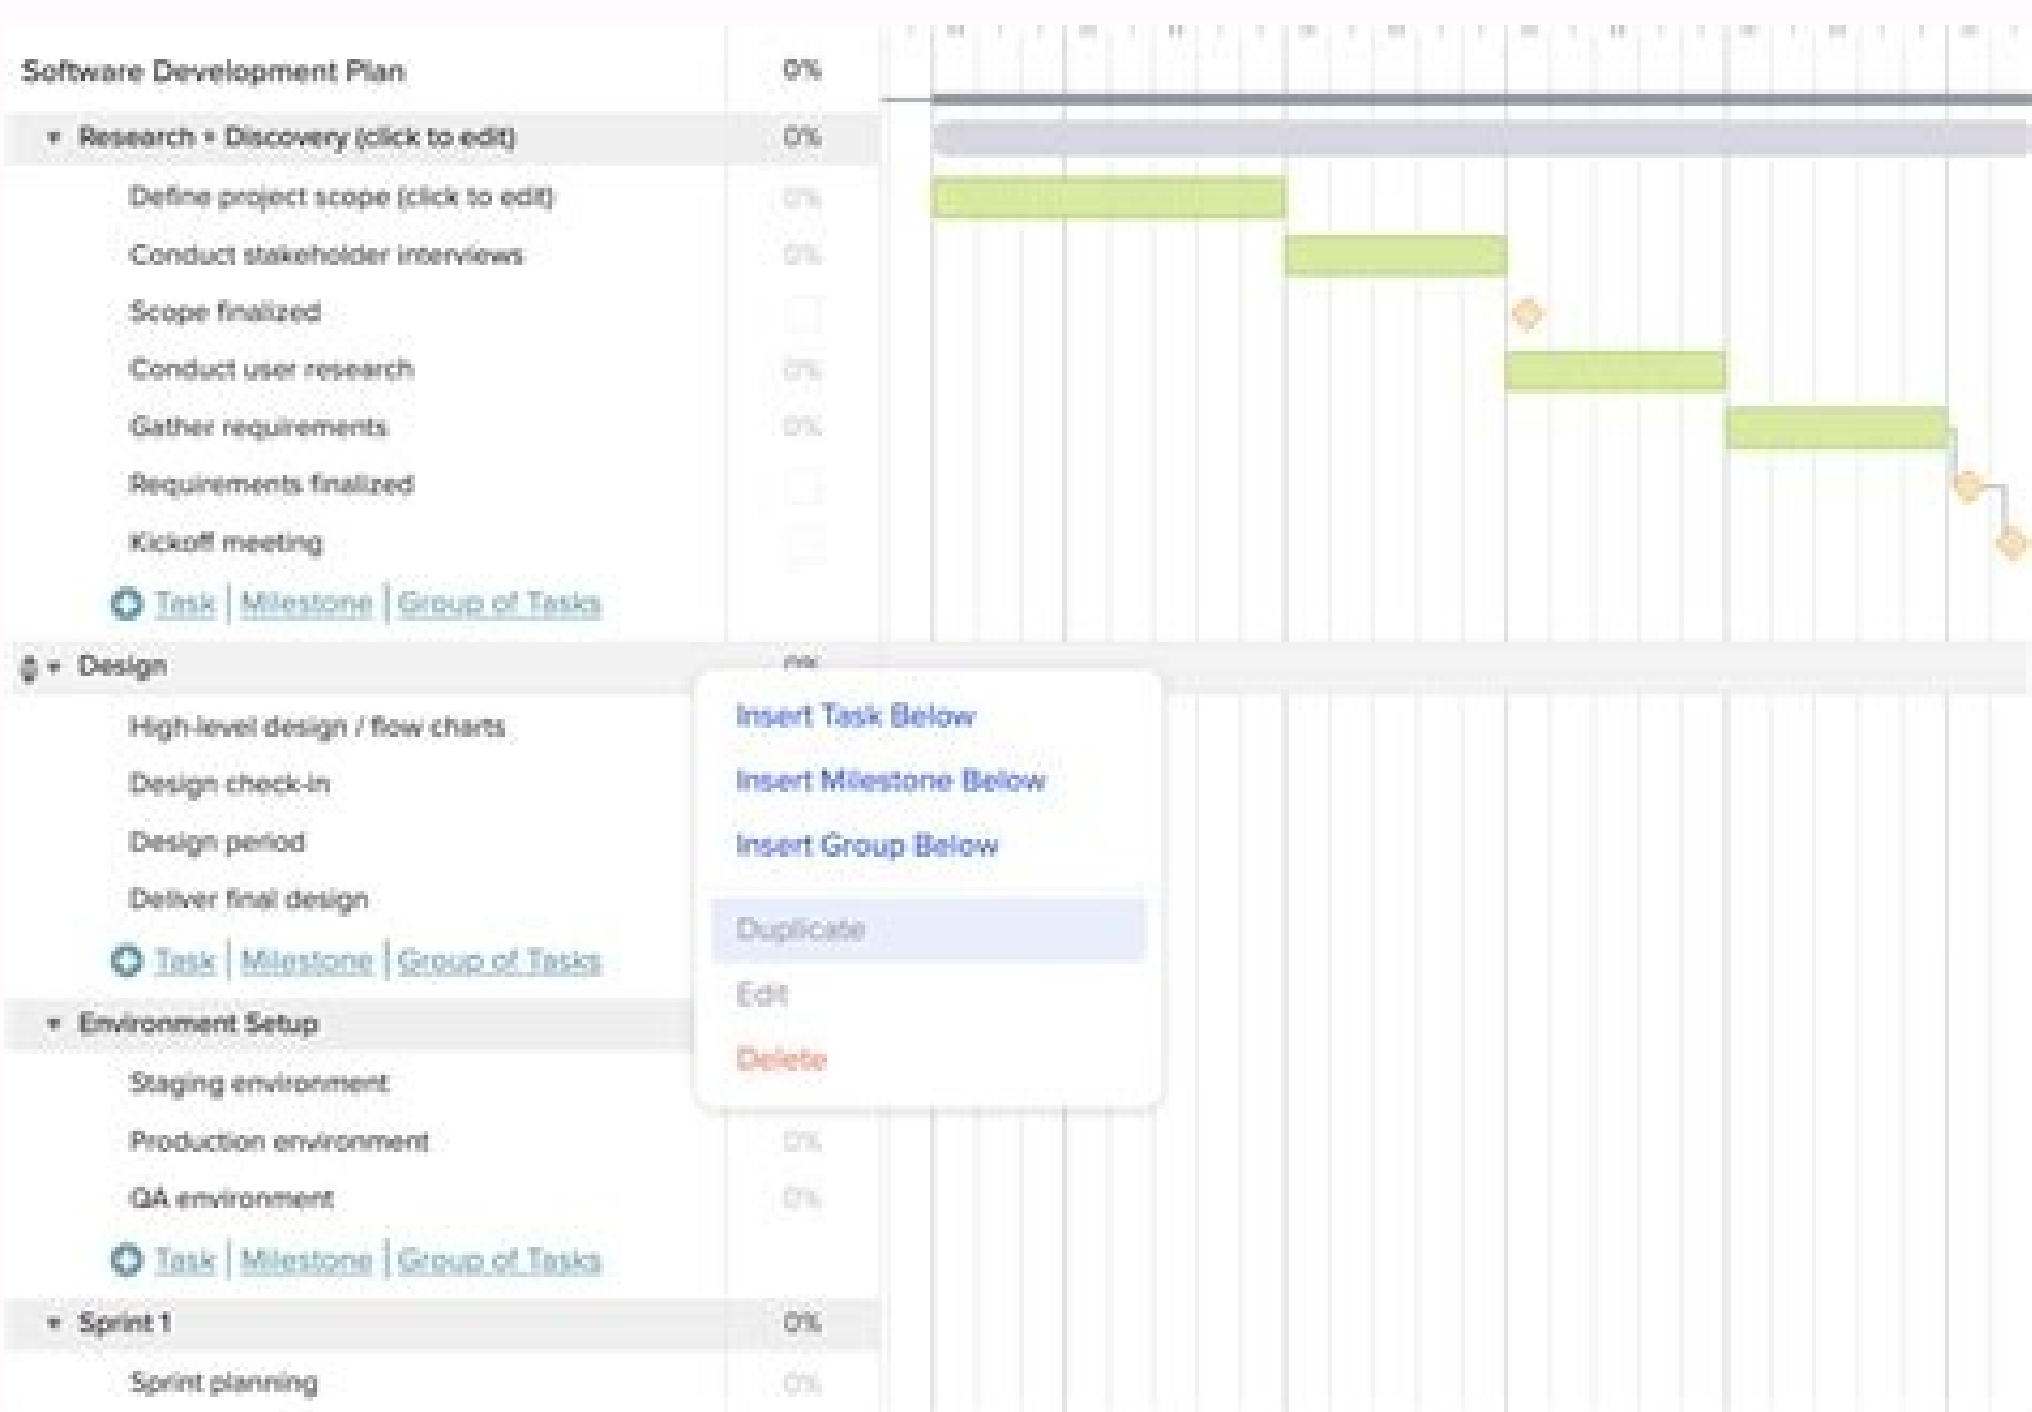 Software Development Plan 0%
Research + Discovery (click to edit) 0%
Define project scope (click to edit) 0%
Conduct stakeholder interviews 0%
Scope finalized
Conduct user research 0%
Gather requirements 0%
Requirements finalized
Kickoff meeting
Task | Milestone | Group of Tasks
Design 0%
High-level design / flow charts
Design check-in
Design period
Deliver final design
Task | Milestone | Group of Tasks
Environment Setup
Staging environment
Production environment 0%
QA environment 0%
Task | Milestone | Group of Tasks
Sprint 1 0%
Sprint planning 0%
Insert Task Below
Insert Milestone Below
Insert Group Below
Duplicate
Edit
Delete